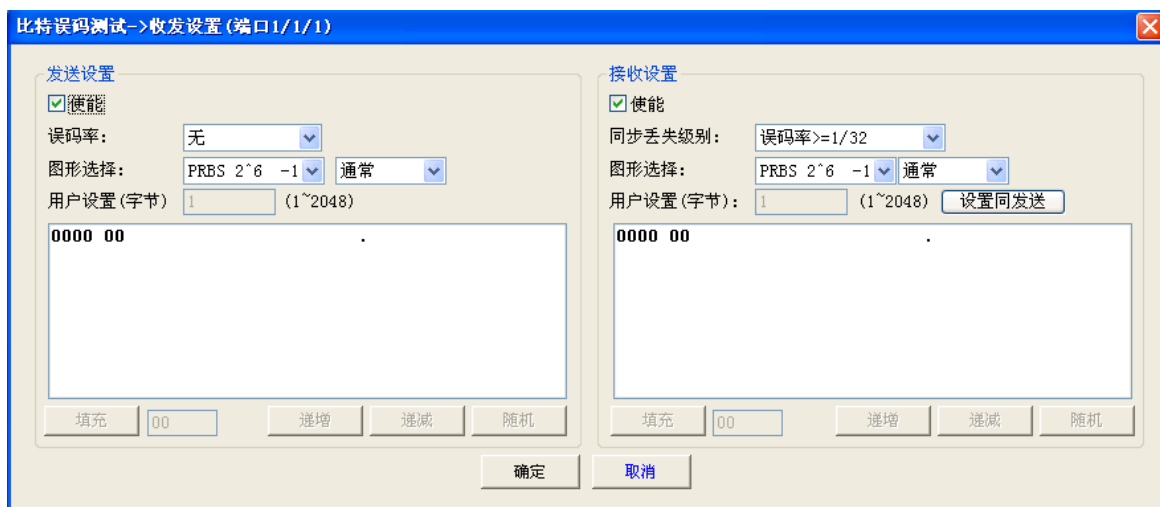 比特误码测试->收发设置(端口1/1/1)
发送设置
使能
误码率: 无
图形选择: PRBS 2^6 -1 通常
用户设置(字节) 1 (1~2048)
0000 00 .
填充 00 递增 递减 随机
接收设置
使能
同步丢失级别: 误码率>=1/32
图形选择: PRBS 2^6 -1 通常
用户设置(字节): 1 (1~2048) 设置同发送
0000 00 .
填充 00 递增 递减 随机
确定 取消